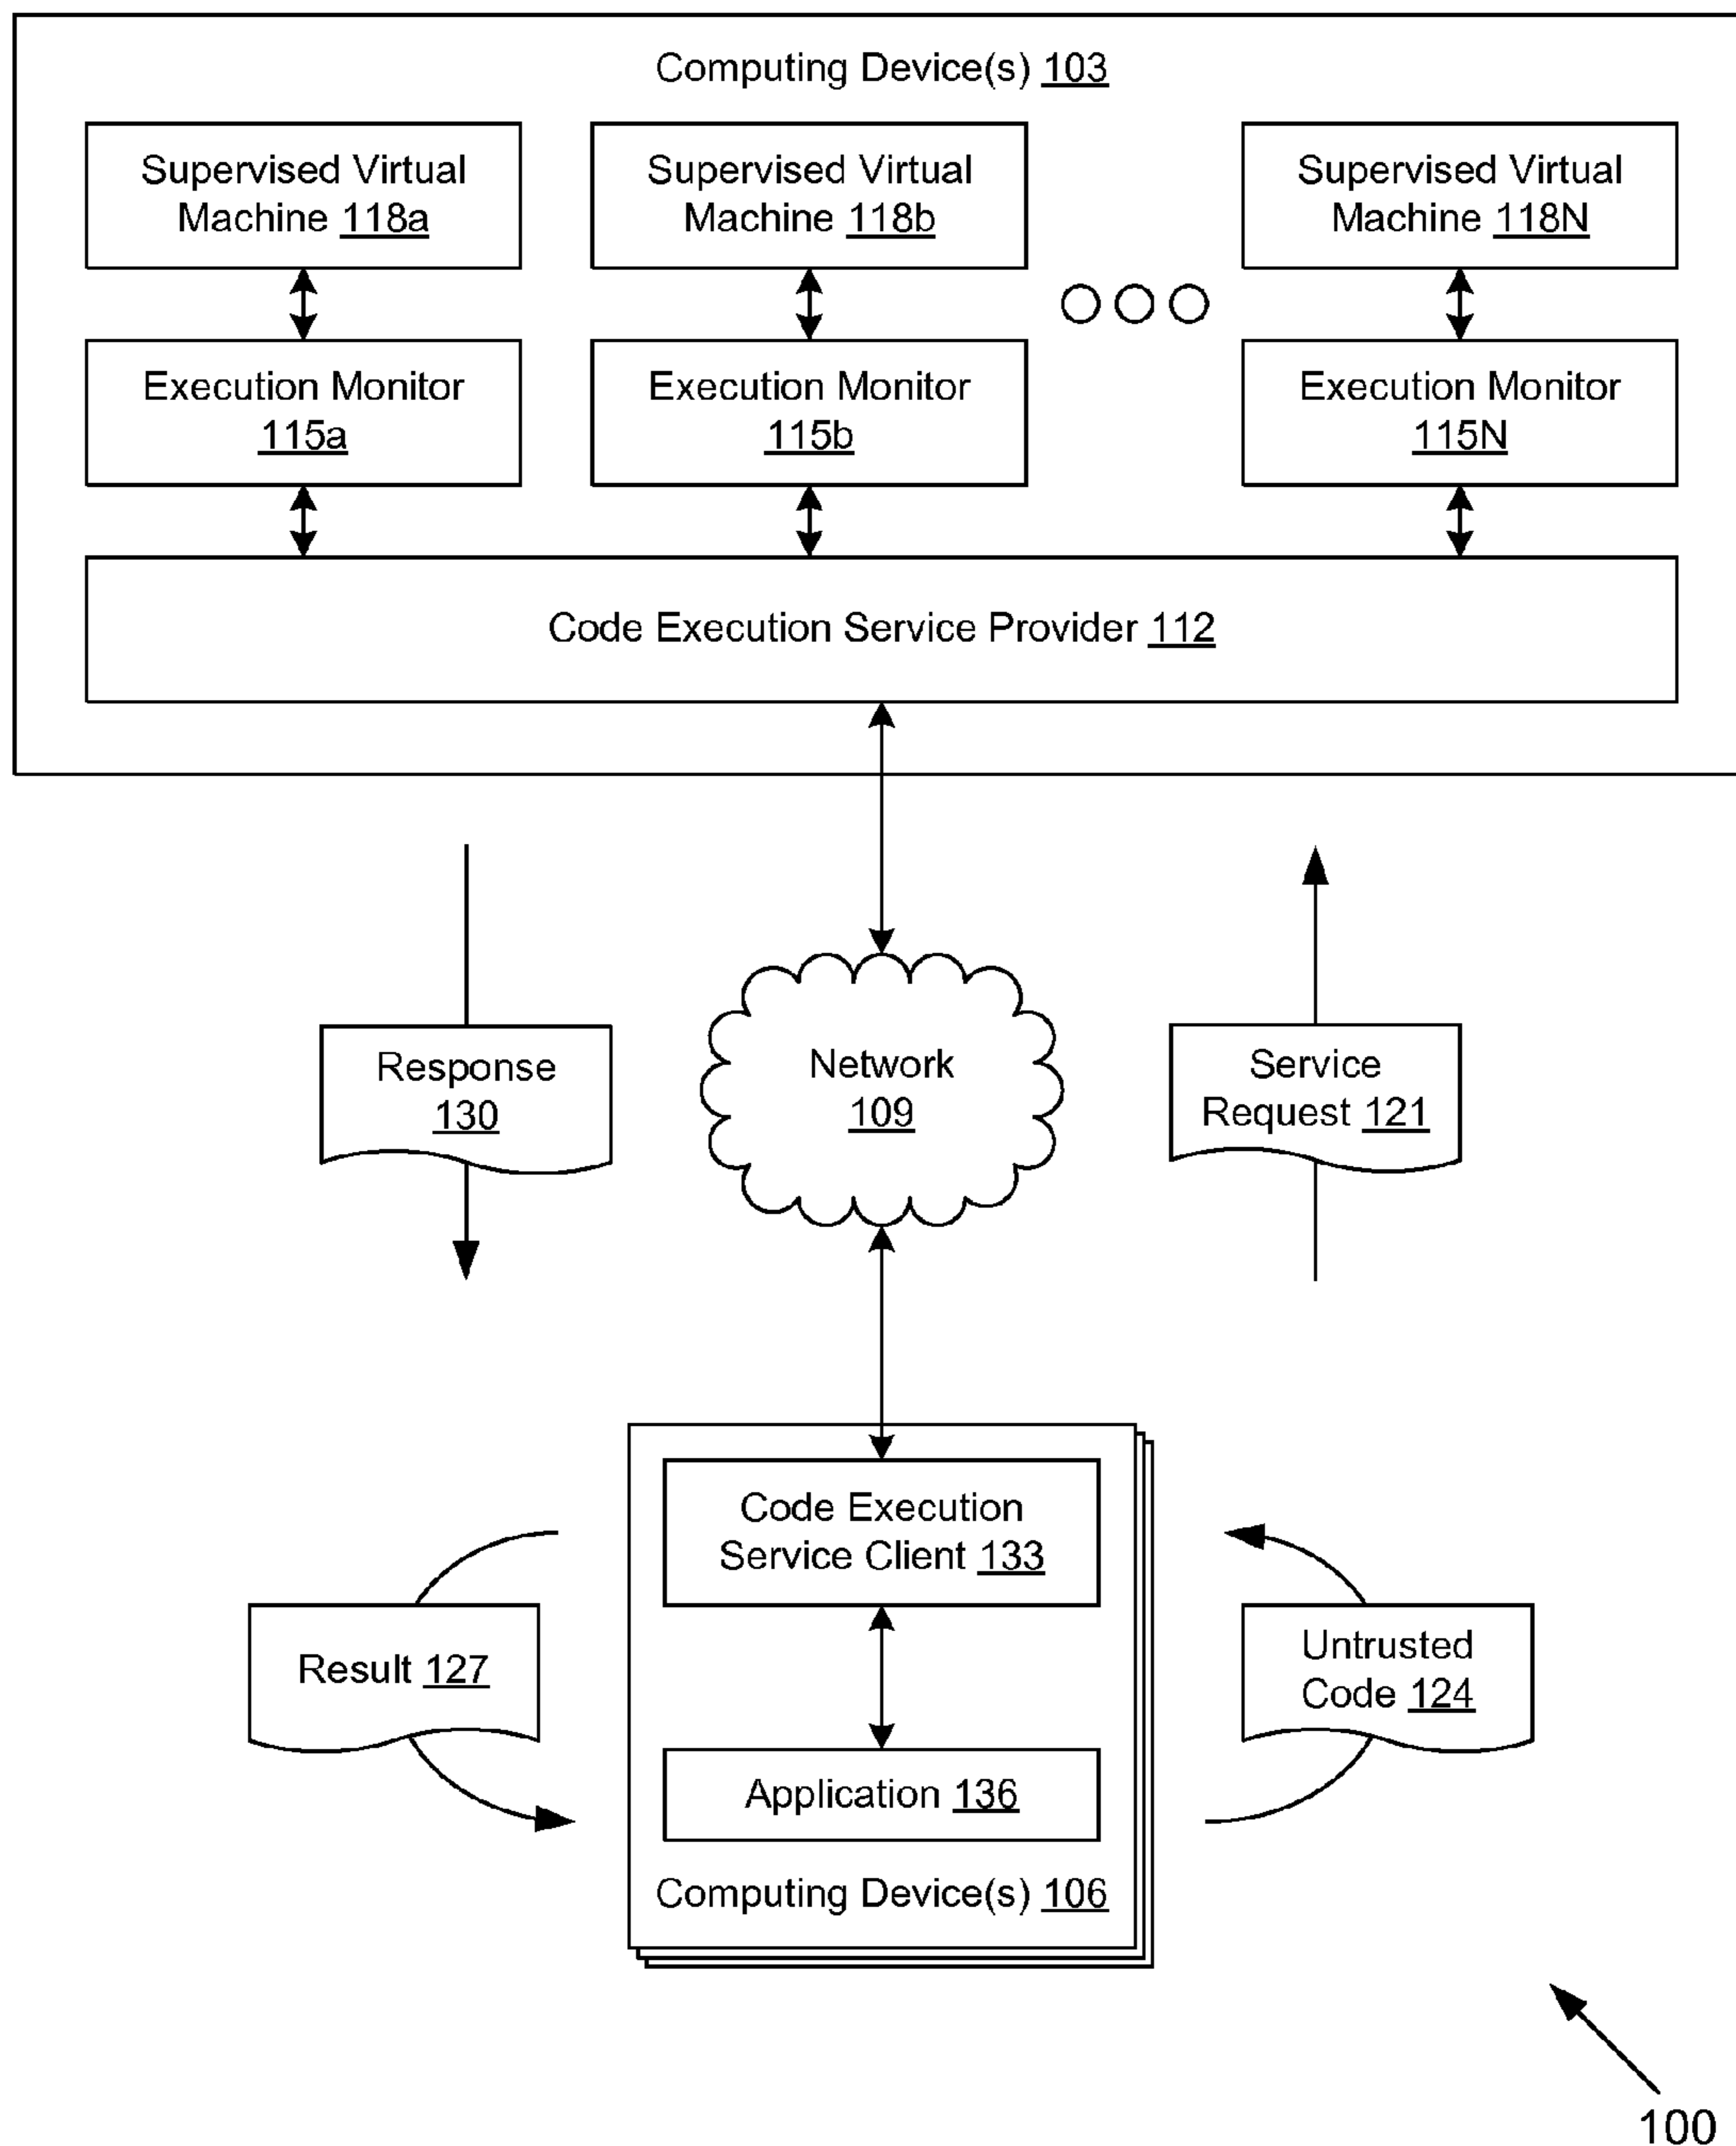 Computing Device(s) 103
Supervised Virtual
Machine 118a
Supervised Virtual
Machine 118b
Supervised Virtual
Machine 118N
Execution Monitor
115a
Execution Monitor
115b
Execution Monitor
115N
Code Execution Service Provider 112
Response
130
Network
109
Service
Request 121
Code Execution
Service Client 133
Result 127
Untrusted
Code 124
Application 136
Computing Device(s) 106
100